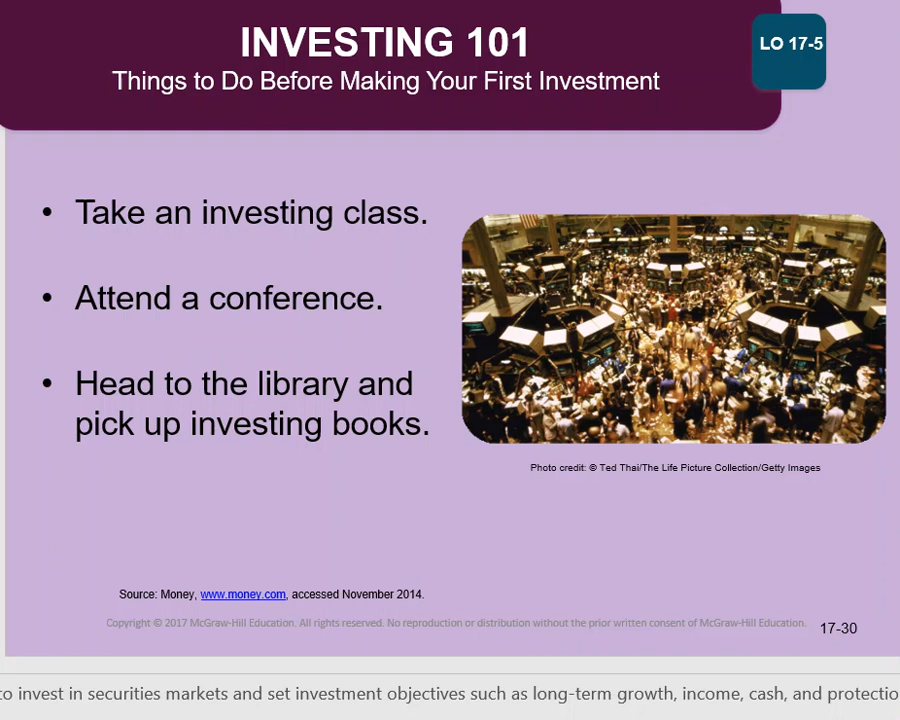 INVESTING 101
LO 17-5
Things to Do Before Making Your First Investment
• Take an investing class.
• Attend a conference.
• Head to the library and
pick up investing books.
Photo credit: © Ted Thai/The Life Picture Collection/Getty Images
Source: Money, www.money.com, accessed November 2014.
Copyright © 2017 McGraw-Hill Education. All rights reserved. No reproduction or distribution without the prior written consent of McGraw-Hill Education.
17-30
to invest in securities markets and set investment objectives such as long-term growth, income, cash, and protectio